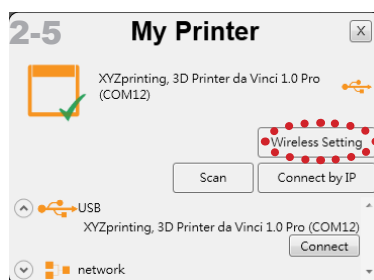 2-5
My Printer
X
XYZprinting, 3D Printer da Vinci 1.0 Pro
(COM12)
Wireless Setting
Scan
Connect by IP
USB
XYZprinting, 3D Printer da Vinci 1.0 Pro (COM12)
Connect
network